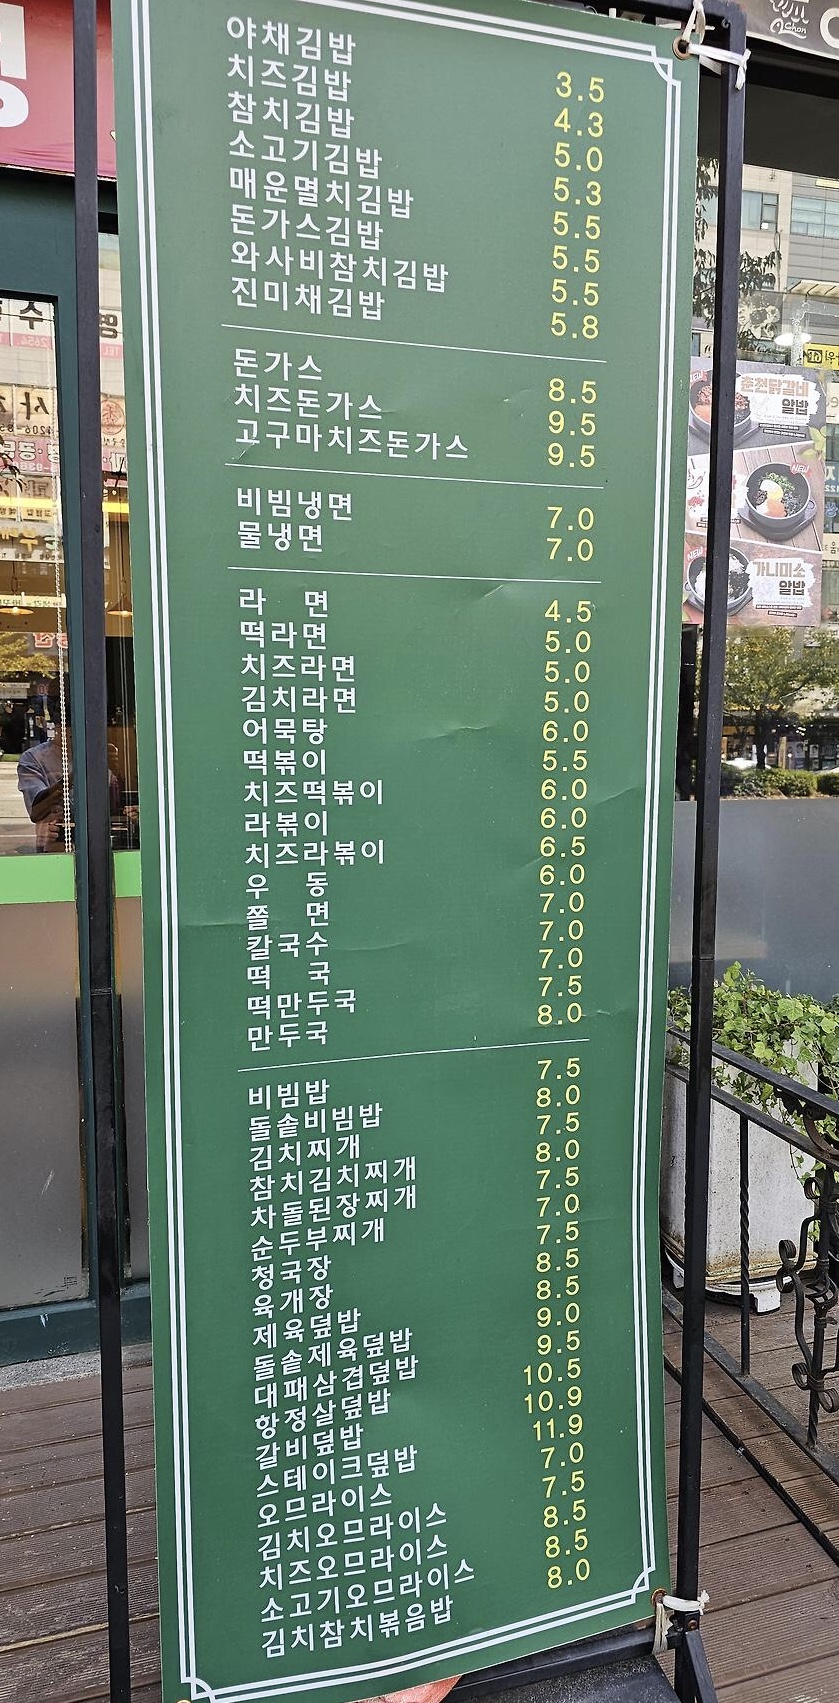 야채김밥 3.5
치즈김밥 4.3
참치김밥 5.0
소고기김밥 5.3
매운멸치김밥 5.5
돈가스김밥 5.5
와사비참치김밥 5.5
진미채김밥 5.8
돈가스 8.5
치즈돈가스 9.5
고구마치즈돈가스 9.5
비빔냉면 7.0
물냉면 7.0
라 면 4.5
떡라면 5.0
치즈라면 5.0
김치라면 5.0
어묵탕 6.0
떡볶이 5.5
치즈떡볶이 6.0
라볶이 6.0
치즈라볶이 6.5
우 동 6.0
쫄 면 7.0
칼국수 7.0
떡 국 7.0
떡만두국 7.5
만두국 8.0
비빔밥 7.5
돌솥비빔밥 8.0
김치찌개 7.5
참치김치찌개 8.0
차돌된장찌개 7.5
순두부찌개 7.0
청국장 7.5
육개장 8.5
제육덮밥 8.5
돌솥제육덮밥 9.0
대패삼겹덮밥 9.5
항정살덮밥 10.5
갈비덮밥 10.9
스테이크덮밥 11.9
오므라이스 7.0
김치오므라이스 7.5
치즈오므라이스 8.5
소고기오므라이스 8.5
김치참치볶음밥 8.0
춘천닭갈비
알밥
NEW
가니미소
알밥